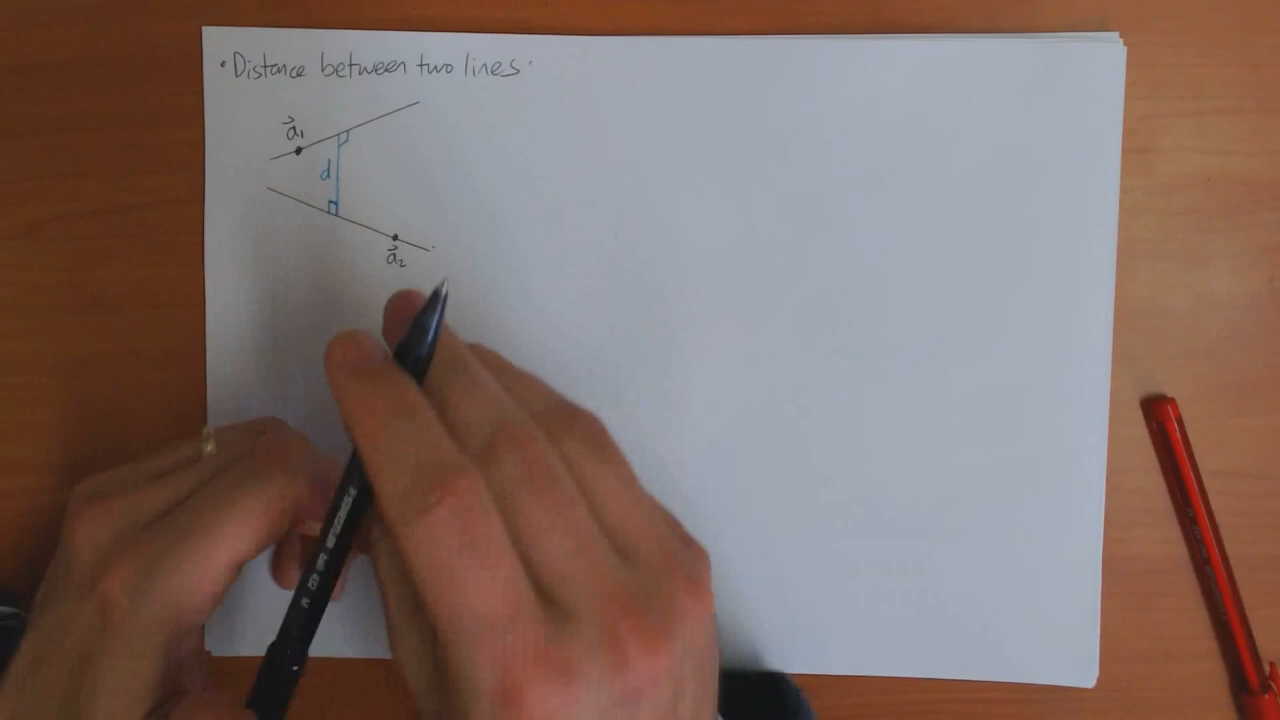 • Distance between two lines.
a⃗₁
d
a⃗₂